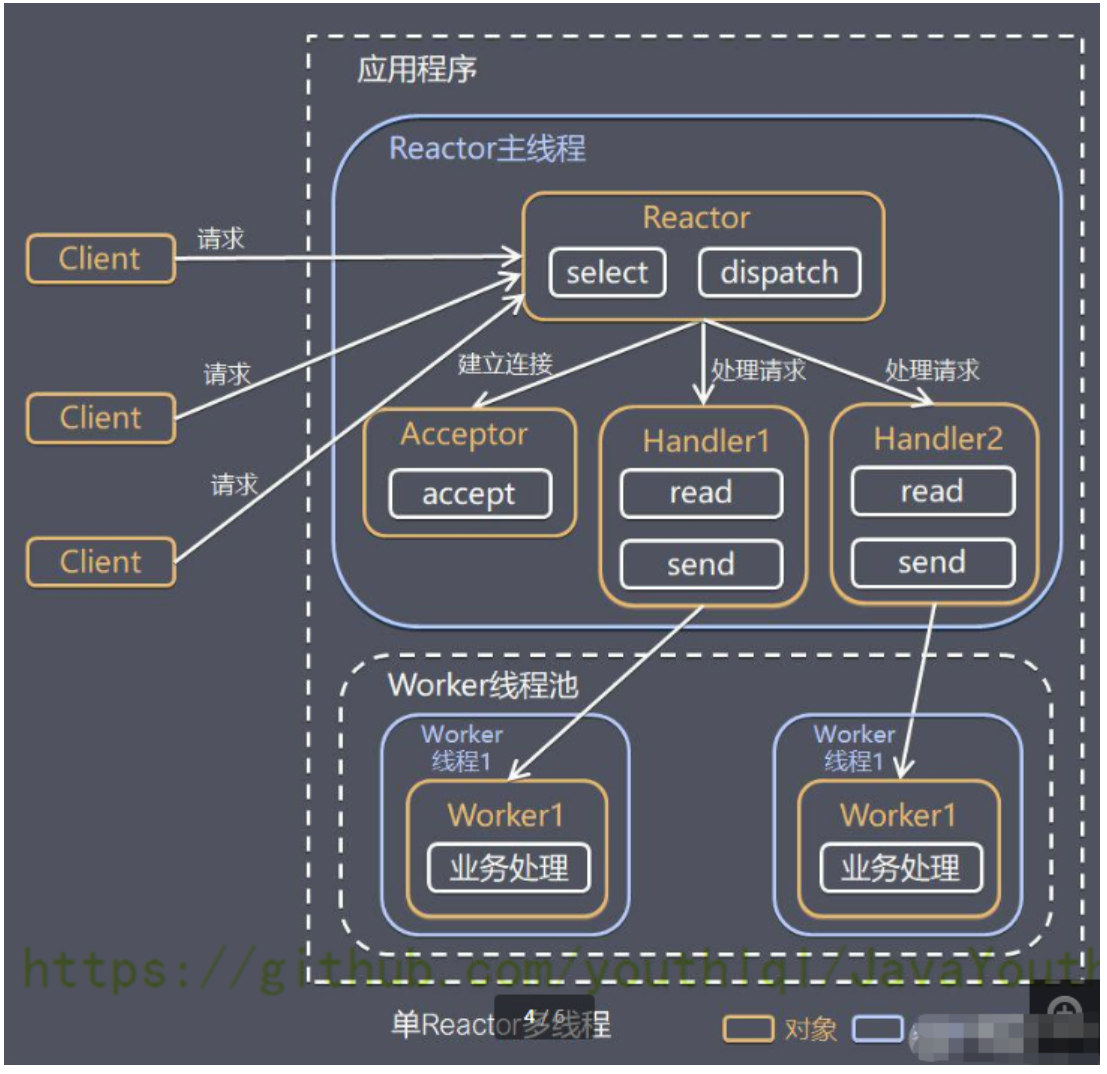 应用程序
Reactor主线程
Reactor
select
dispatch
Client
请求
Client
请求
Client
请求
建立连接
处理请求
处理请求
Acceptor
accept
Handler1
read
send
Handler2
read
send
Worker线程池
Worker
线程1
Worker1
业务处理
Worker
线程1
Worker1
业务处理
https://github.com/youthlql/JavaYouth
单Reactor多线程
4 / 6
对象